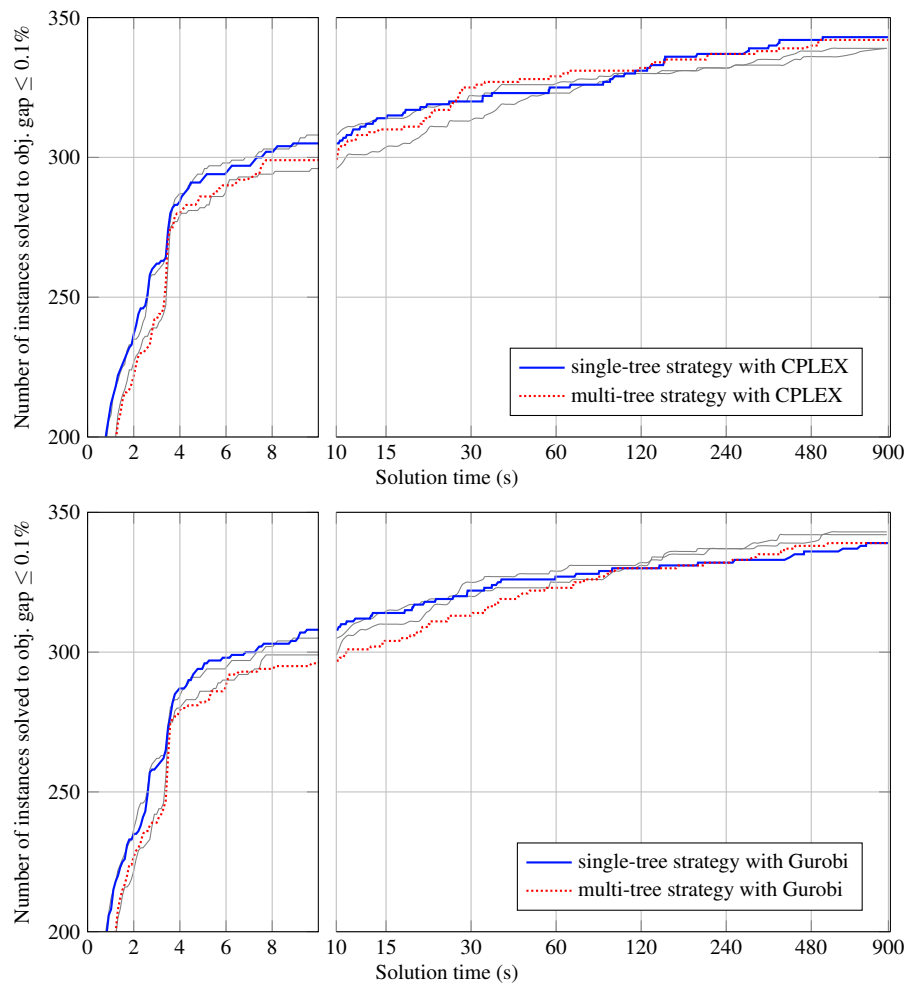 350
300
250
200
Number of instances solved to obj. gap ≤ 0.1%
0 2 4 6 8 10 15 30 60 120 240 480 900
Solution time (s)
single-tree strategy with CPLEX
multi-tree strategy with CPLEX
350
300
250
200
Number of instances solved to obj. gap ≤ 0.1%
0 2 4 6 8 10 15 30 60 120 240 480 900
Solution time (s)
single-tree strategy with Gurobi
multi-tree strategy with Gurobi